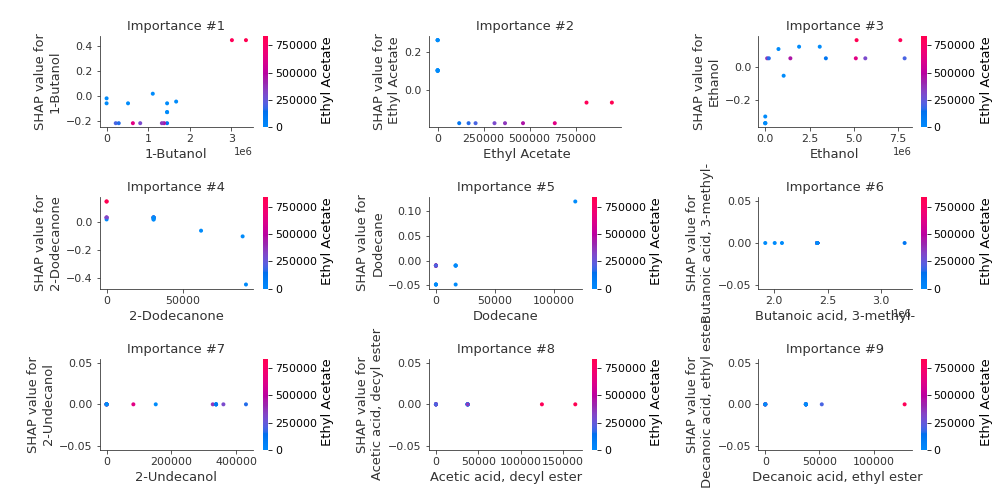 Importance #1
SHAP value for
1-Butanol
0.4
0.2
0.0
−0.2
0
1
2
3
1e6
1-Butanol
750000
500000
250000
0
Ethyl Acetate
Importance #2
SHAP value for
Ethyl Acetate
0.2
0.0
0
250000
500000
750000
Ethyl Acetate
Importance #3
SHAP value for
Ethanol
0.0
−0.2
0.0
2.5
5.0
7.5
1e6
Ethanol
750000
500000
250000
0
Ethyl Acetate
Importance #4
SHAP value for
2-Dodecanone
0.0
−0.2
−0.4
0
50000
2-Dodecanone
750000
500000
250000
0
Ethyl Acetate
Importance #5
SHAP value for
Dodecane
0.10
0.05
0.00
−0.05
0
50000
100000
Dodecane
750000
500000
250000
0
Ethyl Acetate
Importance #6
SHAP value for
Butanoic acid, 3-methyl-
0.05
0.00
−0.05
2.0
2.5
3.0
1e6
Butanoic acid, 3-methyl-
750000
500000
250000
0
Ethyl Acetate
Importance #7
SHAP value for
2-Undecanol
0.05
0.00
−0.05
0
200000
400000
2-Undecanol
750000
500000
250000
0
Ethyl Acetate
Importance #8
SHAP value for
Acetic acid, decyl ester
0.05
0.00
−0.05
0
50000
100000
150000
Acetic acid, decyl ester
750000
500000
250000
0
Ethyl Acetate
Importance #9
SHAP value for
Decanoic acid, ethyl ester
0.05
0.00
−0.05
0
50000
100000
Decanoic acid, ethyl ester
750000
500000
250000
0
Ethyl Acetate